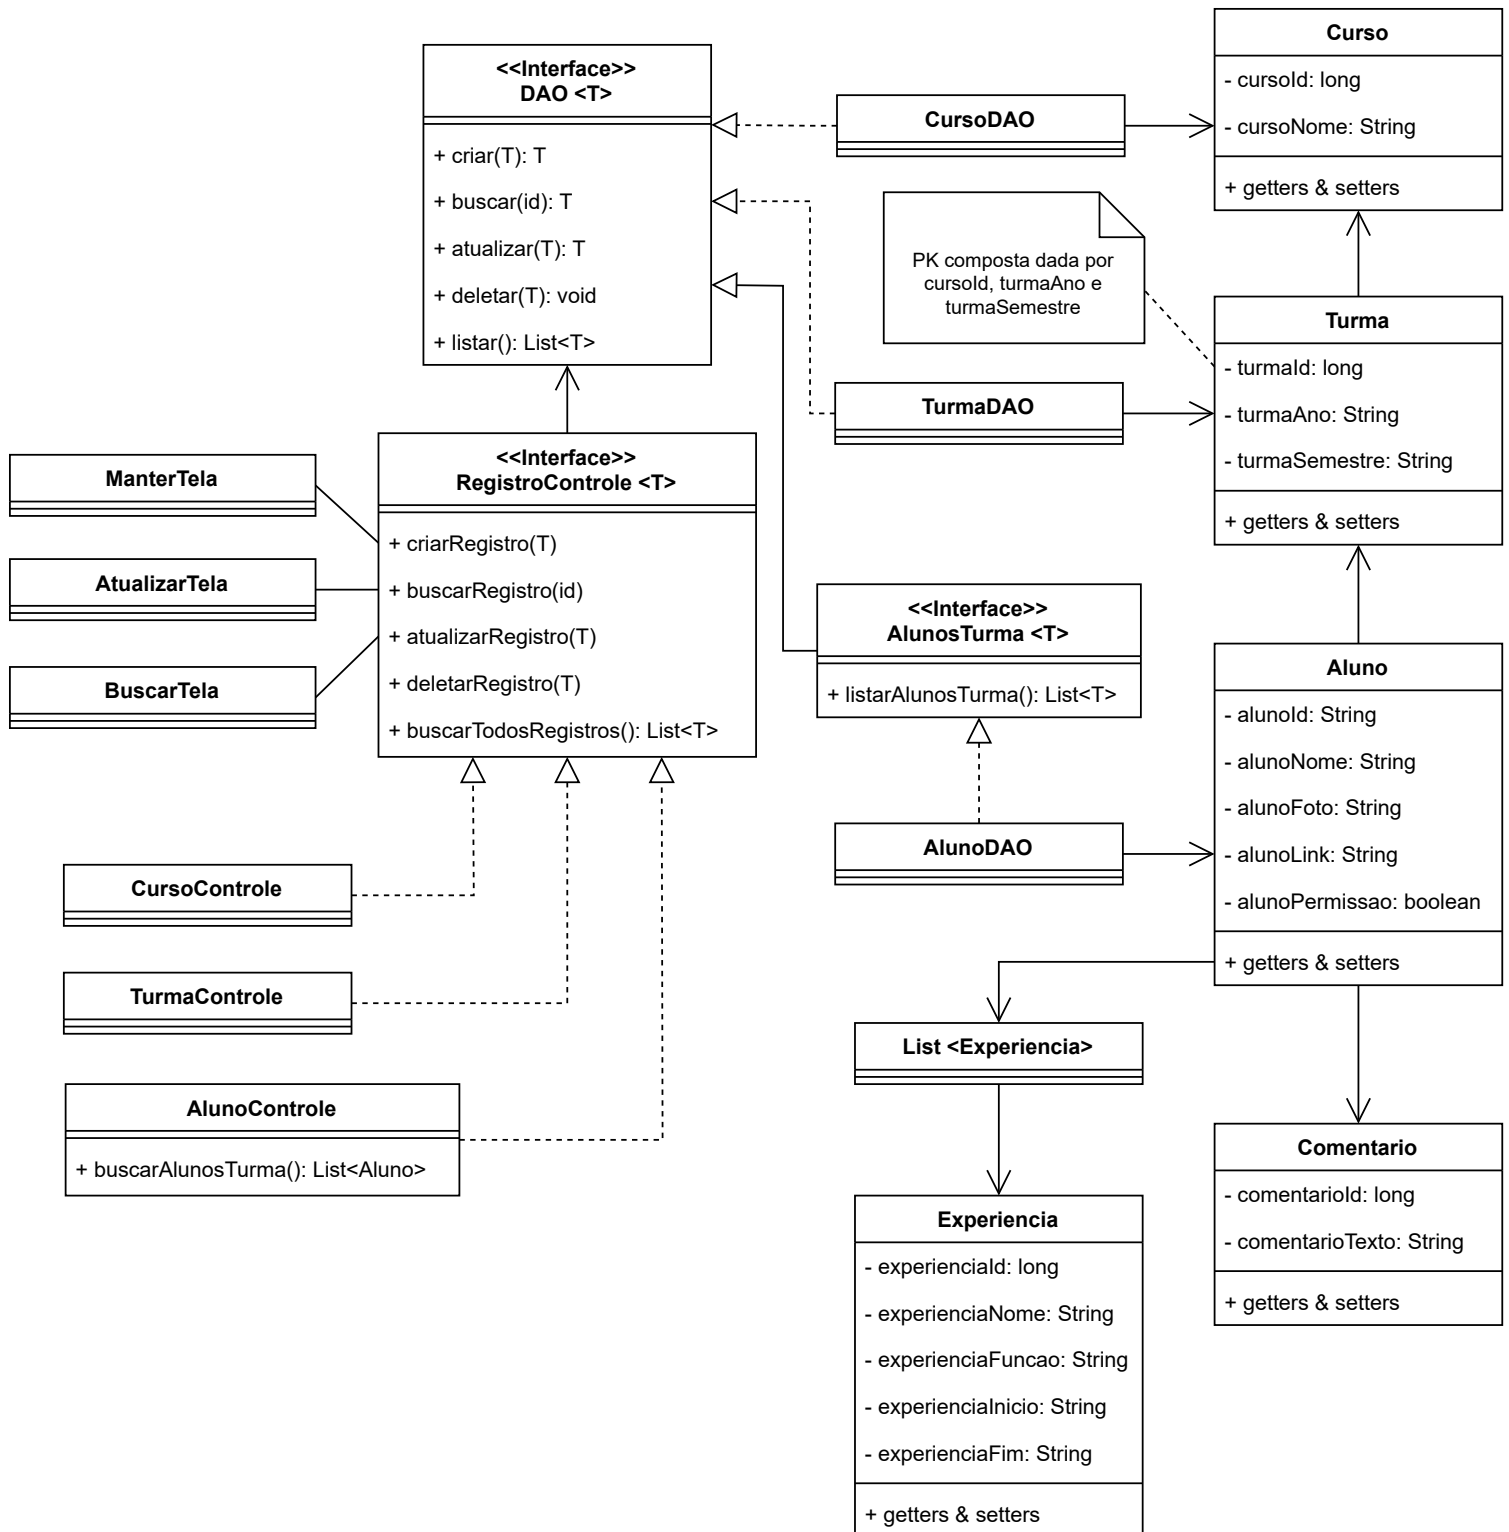 <<Interface>>
DAO <T>
+ criar(T): T
+ buscar(id): T
+ atualizar(T): T
+ deletar(T): void
+ listar(): List<T>
CursoDAO
Curso
- cursoId: long
- cursoNome: String
+ getters & setters
PK composta dada por
cursoId, turmaAno e
turmaSemestre
TurmaDAO
Turma
- turmaId: long
- turmaAno: String
- turmaSemestre: String
+ getters & setters
ManterTela
AtualizarTela
BuscarTela
<<Interface>>
RegistroControle <T>
+ criarRegistro(T)
+ buscarRegistro(id)
+ atualizarRegistro(T)
+ deletarRegistro(T)
+ buscarTodosRegistros(): List<T>
<<Interface>>
AlunosTurma <T>
+ listarAlunosTurma(): List<T>
AlunoDAO
Aluno
- alunoId: String
- alunoNome: String
- alunoFoto: String
- alunoLink: String
- alunoPermissao: boolean
+ getters & setters
CursoControle
TurmaControle
AlunoControle
+ buscarAlunosTurma(): List<Aluno>
List <Experiencia>
Experiencia
- experienciaId: long
- experienciaNome: String
- experienciaFuncao: String
- experienciaInicio: String
- experienciaFim: String
+ getters & setters
Comentario
- comentarioId: long
- comentarioTexto: String
+ getters & setters